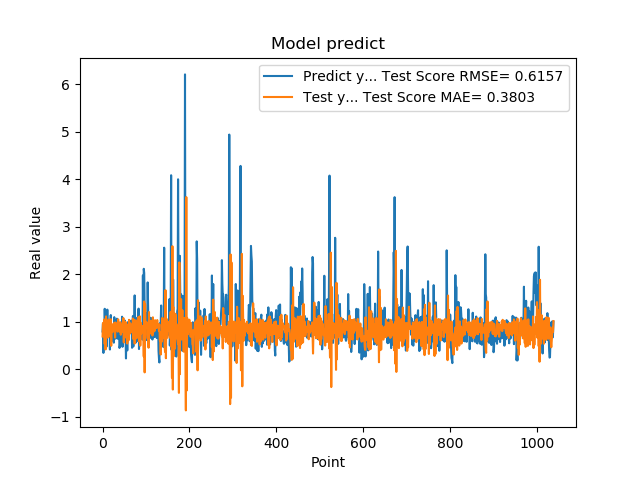 Model predict
Predict y... Test Score RMSE= 0.6157
Test y... Test Score MAE= 0.3803
Real value
6
5
4
3
2
1
0
−1
0 200 400 600 800 1000
Point